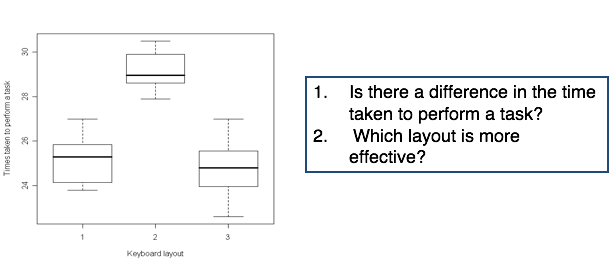 Times taken to perform a task
30
28
26
24
1 2 3
Keyboard layout
1. Is there a difference in the time
taken to perform a task?
2. Which layout is more
effective?